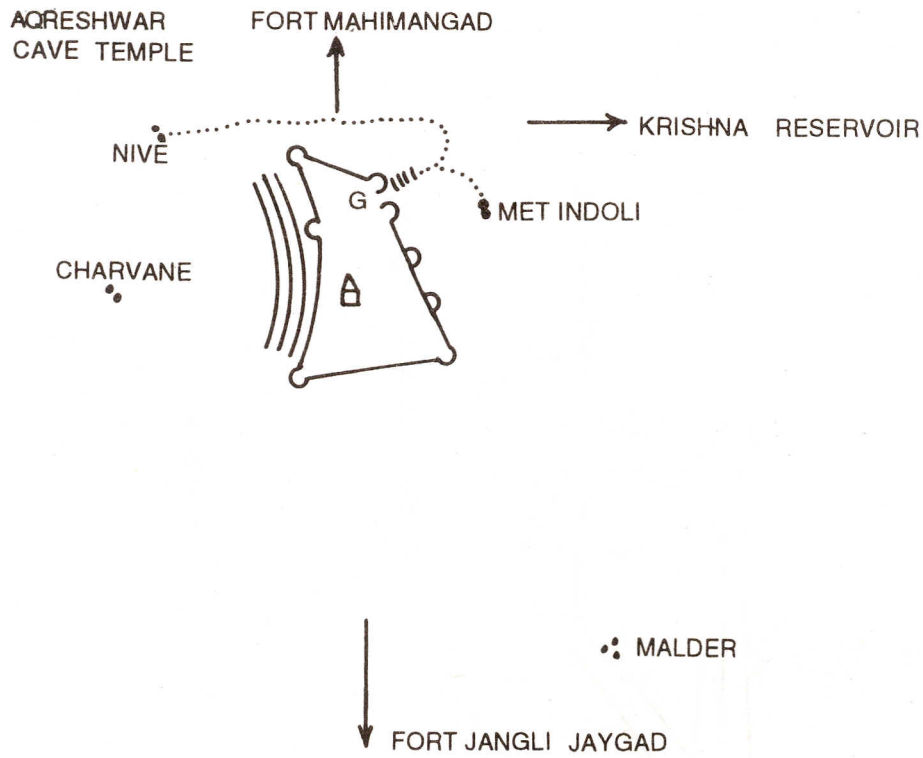 AQRESHWAR
CAVE TEMPLE
FORT MAHIMANGAD
KRISHNA RESERVOIR
NIVE
G
MET INDOLI
CHARVANE
MALDER
FORT JANGLI JAYGAD